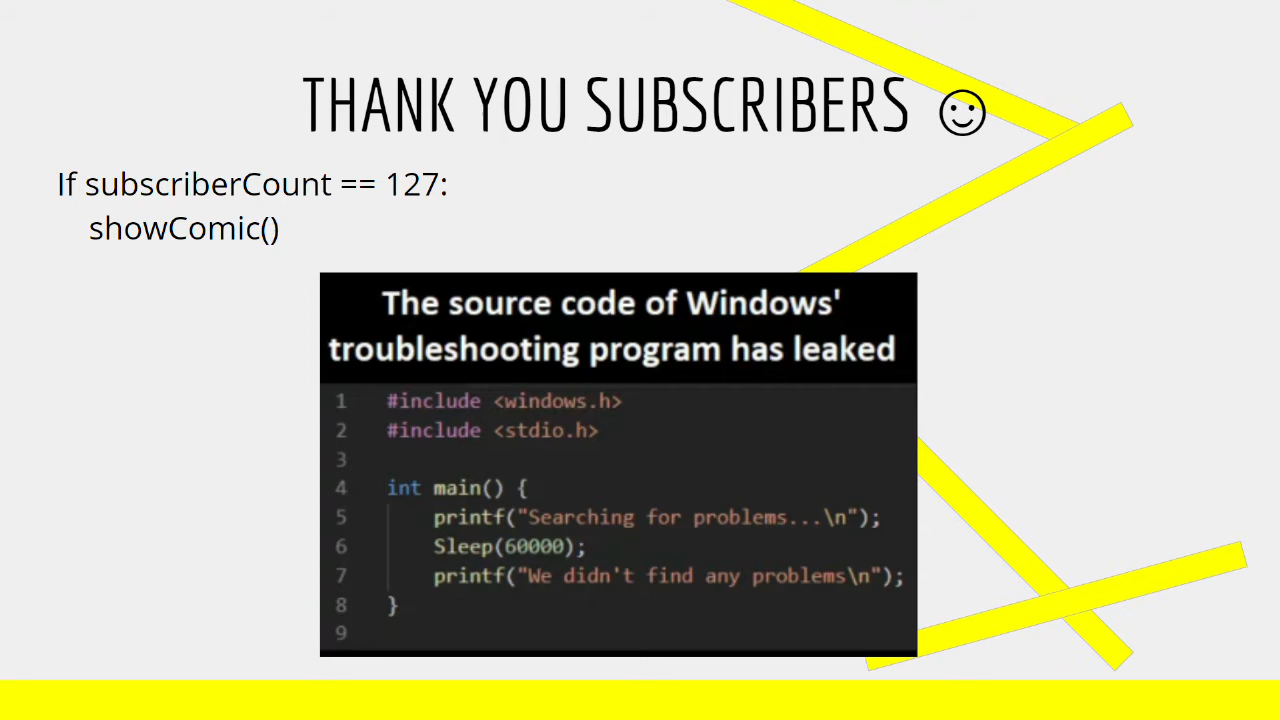 THANK YOU SUBSCRIBERS ☺
If subscriberCount == 127:
showComic()
The source code of Windows'
troubleshooting program has leaked
1 #include <windows.h>
2 #include <stdio.h>
3
4 int main() {
5 printf("Searching for problems...\n");
6 Sleep(60000);
7 printf("We didn't find any problems\n");
8 }
9